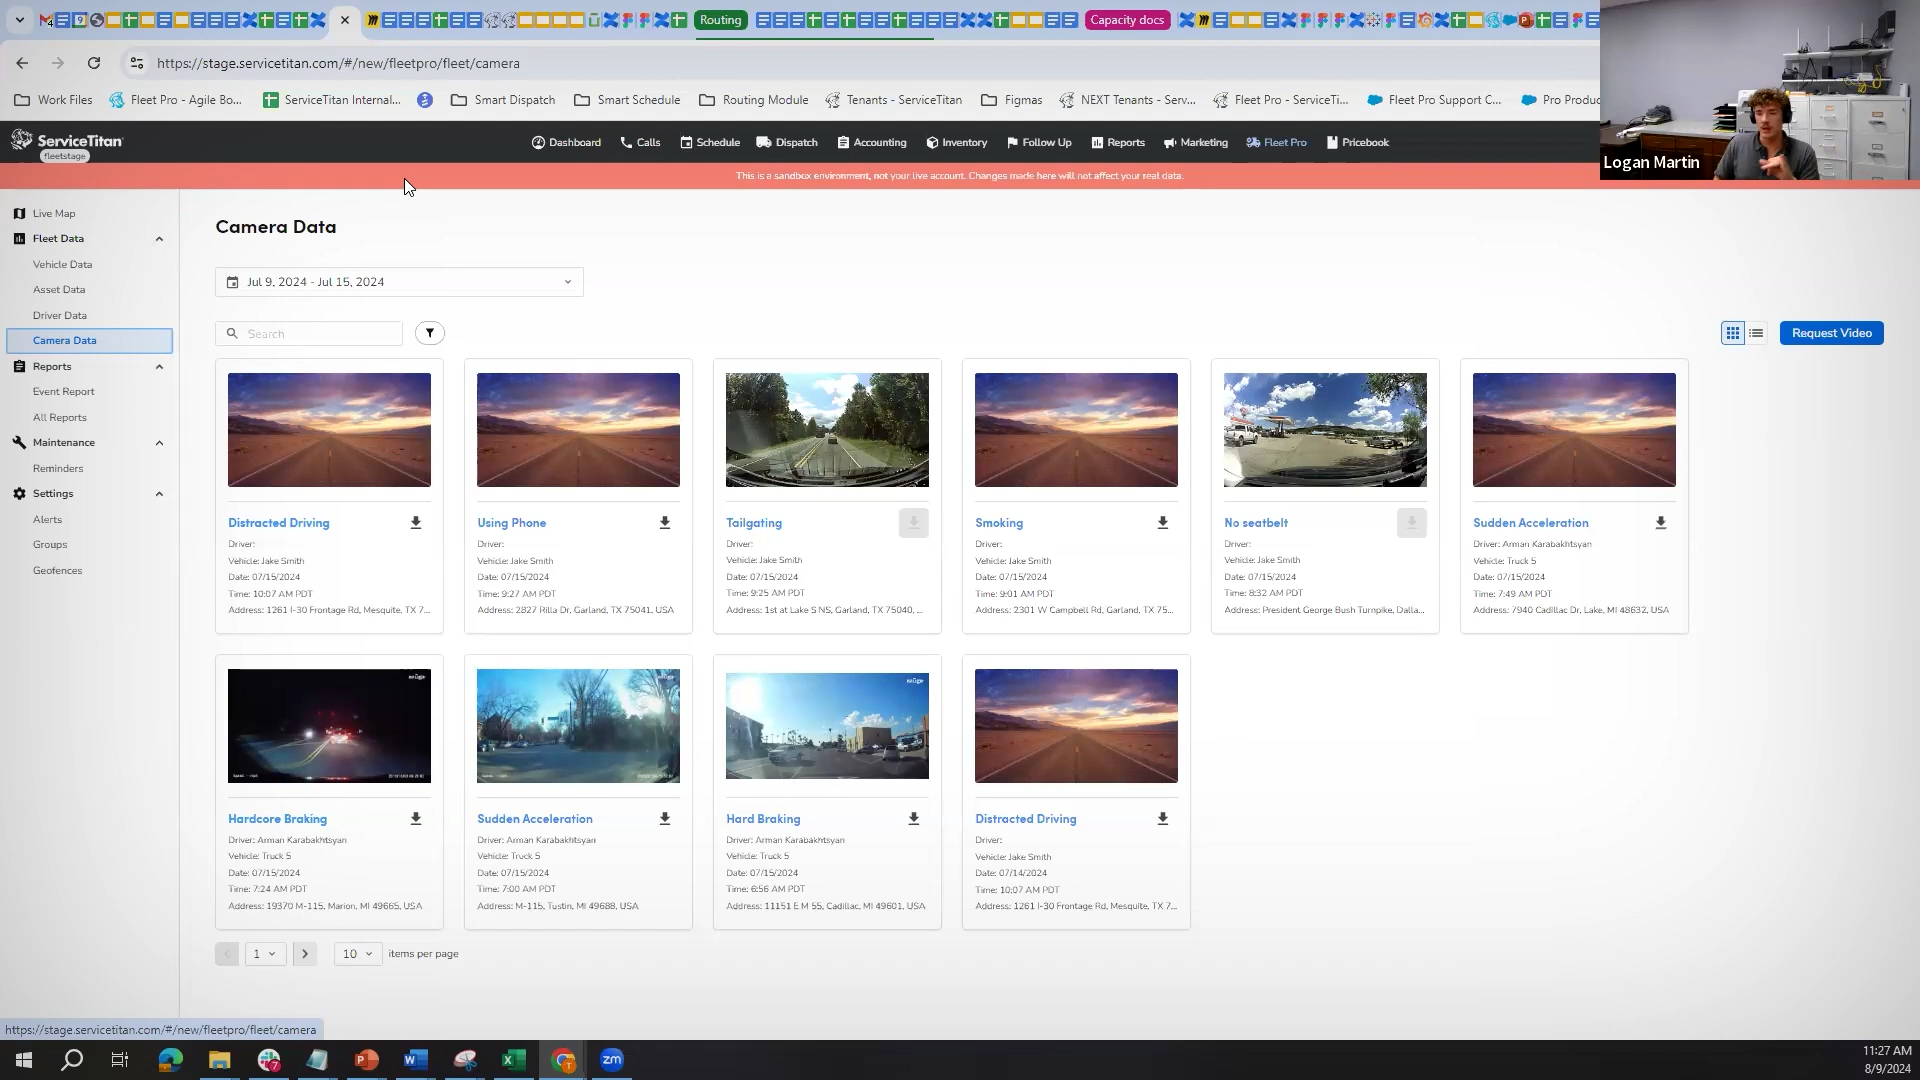 Routing
Capacity docs
https://stage.servicetitan.com/#/new/fleetpro/fleet/camera
Work Files
Fleet Pro - Agile Bo...
ServiceTitan Internal...
Smart Dispatch
Smart Schedule
Routing Module
Tenants - ServiceTitan
Figmas
NEXT Tenants - Serv...
Fleet Pro - ServiceTi...
Fleet Pro Support C...
Pro Produc
ServiceTitan
fleetstage
Dashboard
Calls
Schedule
Dispatch
Accounting
Inventory
Follow Up
Reports
Marketing
Fleet Pro
Pricebook
Logan Martin
This is a sandbox environment, not your live account. Changes made here will not affect your real data.
Live Map
Fleet Data
Vehicle Data
Asset Data
Driver Data
Camera Data
Reports
Event Report
All Reports
Maintenance
Reminders
Settings
Alerts
Groups
Geofences
Camera Data
Jul 9, 2024 - Jul 15, 2024
Search
Request Video
Distracted Driving
Driver:
Vehicle: Jake Smith
Date: 07/15/2024
Time: 10:07 AM PDT
Address: 1261 I-30 Frontage Rd, Mesquite, TX 7...
Using Phone
Driver:
Vehicle: Jake Smith
Date: 07/15/2024
Time: 9:27 AM PDT
Address: 2827 Rilla Dr, Garland, TX 75041, USA
Tailgating
Driver:
Vehicle: Jake Smith
Date: 07/15/2024
Time: 9:25 AM PDT
Address: 1st at Lake S NS, Garland, TX 75040, ...
Smoking
Driver:
Vehicle: Jake Smith
Date: 07/15/2024
Time: 9:01 AM PDT
Address: 2301 W Campbell Rd, Garland, TX 75...
No seatbelt
Driver:
Vehicle: Jake Smith
Date: 07/15/2024
Time: 8:32 AM PDT
Address: President George Bush Turnpike, Dalla...
Sudden Acceleration
Driver: Arman Karabakhtsyan
Vehicle: Truck 5
Date: 07/15/2024
Time: 7:49 AM PDT
Address: 7940 Cadillac Dr, Lake, MI 48632, USA
Hardcore Braking
Driver: Arman Karabakhtsyan
Vehicle: Truck 5
Date: 07/15/2024
Time: 7:24 AM PDT
Address: 19370 M-115, Marion, MI 49665, USA
Sudden Acceleration
Driver: Arman Karabakhtsyan
Vehicle: Truck 5
Date: 07/15/2024
Time: 7:00 AM PDT
Address: M-115, Tustin, MI 49688, USA
Hard Braking
Driver: Arman Karabakhtsyan
Vehicle: Truck 5
Date: 07/15/2024
Time: 6:56 AM PDT
Address: 11151 E M 55, Cadillac, MI 49601, USA
Distracted Driving
Driver:
Vehicle: Jake Smith
Date: 07/14/2024
Time: 10:07 AM PDT
Address: 1261 I-30 Frontage Rd, Mesquite, TX 7...
1
10
items per page
https://stage.servicetitan.com/#/new/fleetpro/fleet/camera
zm
11:27 AM
8/9/2024